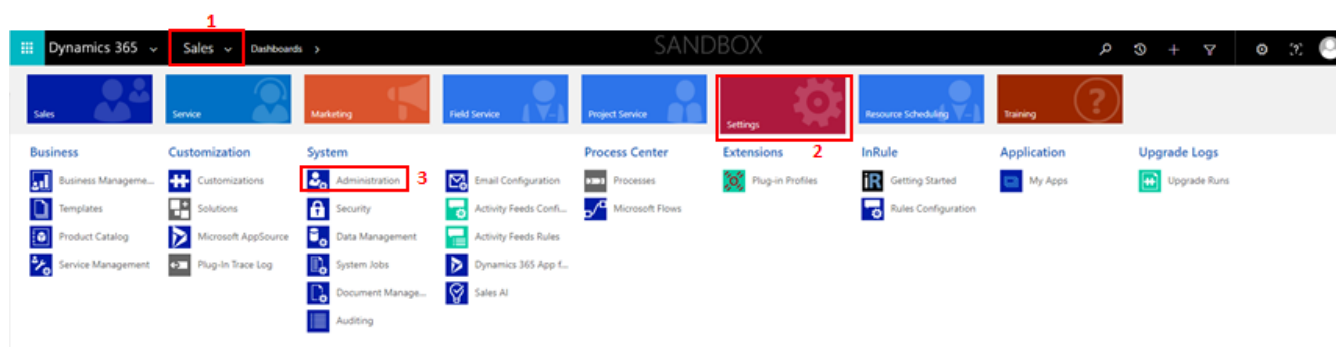 1
Dynamics 365 Sales Dashboards > SANDBOX
Sales Service Marketing Field Service Project Service Settings Resource Scheduling Training
2
Business Customization System Process Center Extensions InRule Application Upgrade Logs
Business Manageme... Customizations Administration 3 Email Configuration Processes Plug-in Profiles iR Getting Started My Apps Upgrade Runs
Templates Solutions Security Activity Feeds Confi... Microsoft Flows Rules Configuration
Product Catalog Microsoft AppSource Data Management Activity Feeds Rules
Service Management Plug-In Trace Log System Jobs Dynamics 365 App f...
Document Manage... Sales AI
Auditing